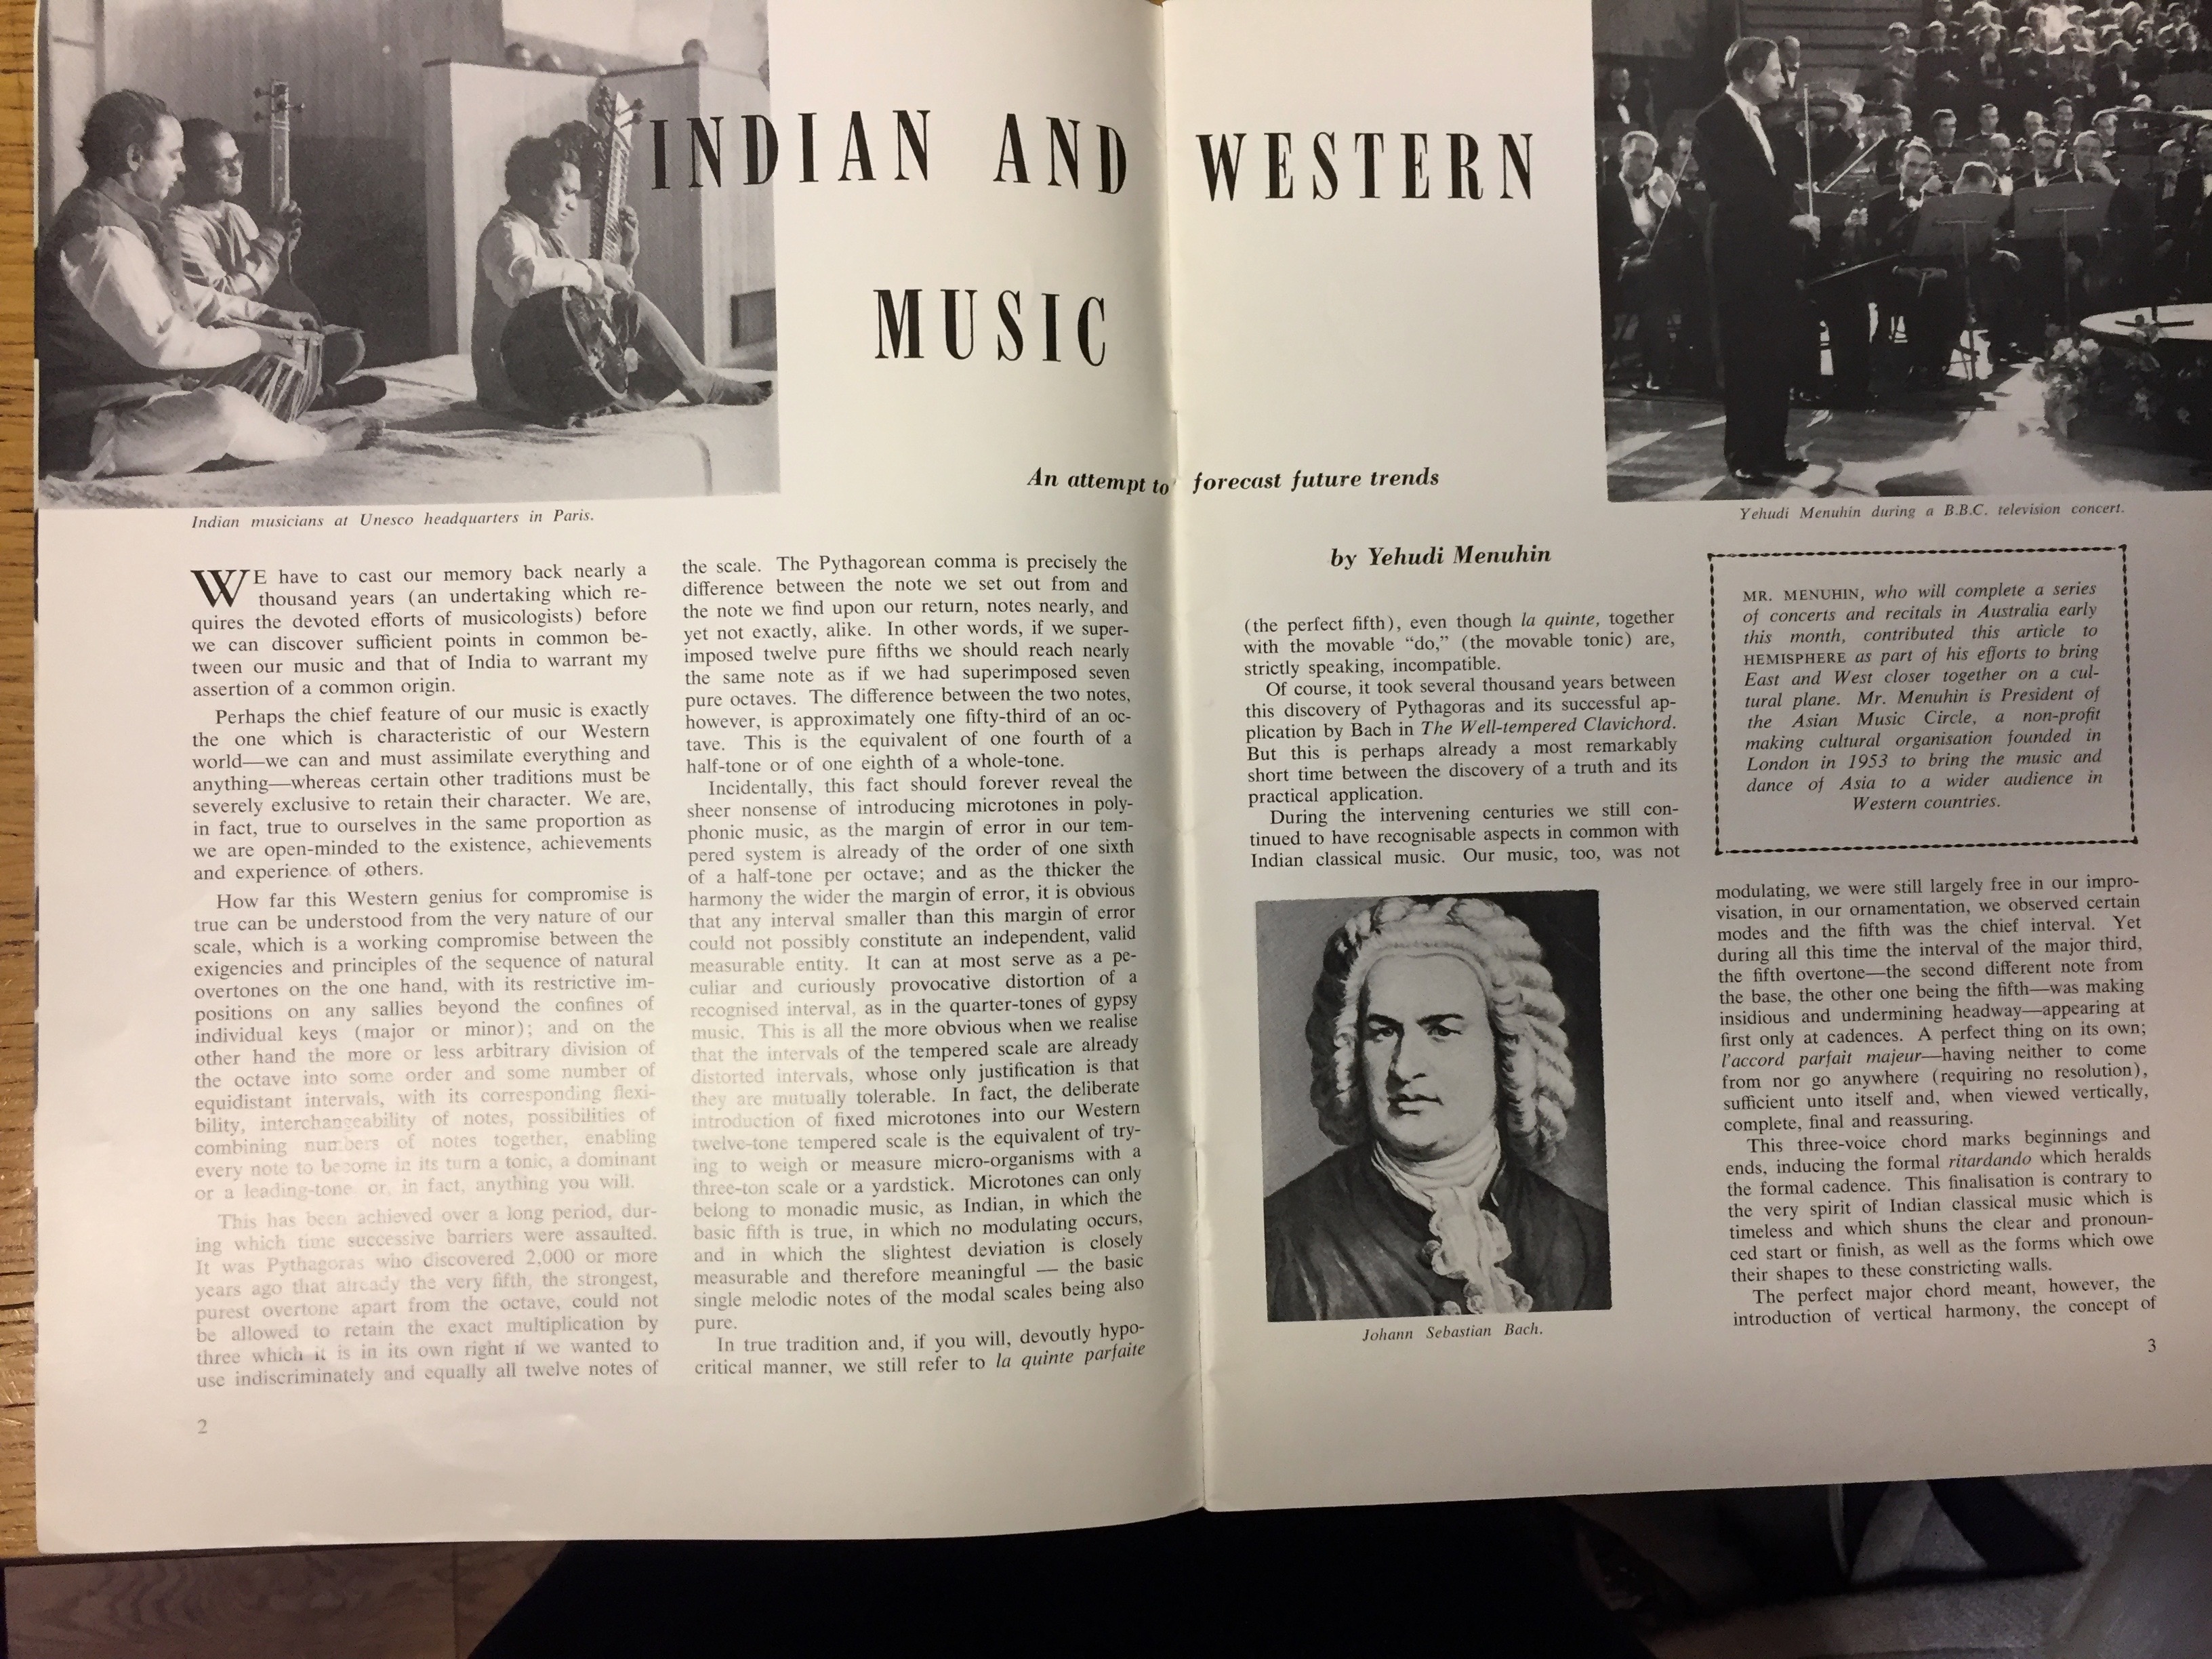 INDIAN AND WESTERN
MUSIC
An attempt to forecast future trends
Indian musicians at Unesco headquarters in Paris.
WE have to cast our memory back nearly a
thousand years (an undertaking which re-
quires the devoted efforts of musicologists) before
we can discover sufficient points in common be-
tween our music and that of India to warrant my
assertion of a common origin.
Perhaps the chief feature of our music is exactly
the one which is characteristic of our Western
world—we can and must assimilate everything and
anything—whereas certain other traditions must be
severely exclusive to retain their character. We are,
in fact, true to ourselves in the same proportion as
we are open-minded to the existence, achievements
and experience of others.
How far this Western genius for compromise is
true can be understood from the very nature of our
scale, which is a working compromise between the
exigencies and principles of the sequence of natural
overtones on the one hand, with its restrictive im-
positions on any sallies beyond the confines of
individual keys (major or minor); and on the
other hand the more or less arbitrary division of
the octave into some order and some number of
equidistant intervals, with its corresponding flexi-
bility, interchangeability of notes, possibilities of
combining numbers of notes together, enabling
every note to become in its turn a tonic, a dominant
or a leading-tone or, in fact, anything you will.
This has been achieved over a long period, dur-
ing which time successive barriers were assaulted.
It was Pythagoras who discovered 2,000 or more
years ago that already the very fifth, the strongest,
purest overtone apart from the octave, could not
be allowed to retain the exact multiplication by
three which it is in its own right if we wanted to
use indiscriminately and equally all twelve notes of
2
the scale. The Pythagorean comma is precisely the
difference between the note we set out from and
the note we find upon our return, notes nearly, and
yet not exactly, alike. In other words, if we super-
imposed twelve pure fifths we should reach nearly
the same note as if we had superimposed seven
pure octaves. The difference between the two notes,
however, is approximately one fifty-third of an oc-
tave. This is the equivalent of one fourth of a
half-tone or of one eighth of a whole-tone.
Incidentally, this fact should forever reveal the
sheer nonsense of introducing microtones in poly-
phonic music, as the margin of error in our tem-
pered system is already of the order of one sixth
of a half-tone per octave; and as the thicker the
harmony the wider the margin of error, it is obvious
that any interval smaller than this margin of error
could not possibly constitute an independent, valid
measurable entity. It can at most serve as a pe-
culiar and curiously provocative distortion of a
recognised interval, as in the quarter-tones of gypsy
music. This is all the more obvious when we realise
that the intervals of the tempered scale are already
distorted intervals, whose only justification is that
they are mutually tolerable. In fact, the deliberate
introduction of fixed microtones into our Western
twelve-tone tempered scale is the equivalent of try-
ing to weigh or measure micro-organisms with a
three-ton scale or a yardstick. Microtones can only
belong to monadic music, as Indian, in which the
basic fifth is true, in which no modulating occurs,
and in which the slightest deviation is closely
measurable and therefore meaningful — the basic
single melodic notes of the modal scales being also
pure.
In true tradition and, if you will, devoutly hypo-
critical manner, we still refer to la quinte parfaite
by Yehudi Menuhin
(the perfect fifth), even though la quinte, together
with the movable “do,” (the movable tonic) are,
strictly speaking, incompatible.
Of course, it took several thousand years between
this discovery of Pythagoras and its successful ap-
plication by Bach in The Well-tempered Clavichord.
But this is perhaps already a most remarkably
short time between the discovery of a truth and its
practical application.
During the intervening centuries we still con-
tinued to have recognisable aspects in common with
Indian classical music. Our music, too, was not
Johann Sebastian Bach.
Yehudi Menuhin during a B.B.C. television concert.
MR. MENUHIN, who will complete a series
of concerts and recitals in Australia early
this month, contributed this article to
HEMISPHERE as part of his efforts to bring
East and West closer together on a cul-
tural plane. Mr. Menuhin is President of
the Asian Music Circle, a non-profit
making cultural organisation founded in
London in 1953 to bring the music and
dance of Asia to a wider audience in
Western countries.
modulating, we were still largely free in our impro-
visation, in our ornamentation, we observed certain
modes and the fifth was the chief interval. Yet
during all this time the interval of the major third,
the fifth overtone—the second different note from
the base, the other one being the fifth—was making
insidious and undermining headway—appearing at
first only at cadences. A perfect thing on its own;
l’accord parfait majeur—having neither to come
from nor go anywhere (requiring no resolution),
sufficient unto itself and, when viewed vertically,
complete, final and reassuring.
This three-voice chord marks beginnings and
ends, inducing the formal ritardando which heralds
the formal cadence. This finalisation is contrary to
the very spirit of Indian classical music which is
timeless and which shuns the clear and pronoun-
ced start or finish, as well as the forms which owe
their shapes to these constricting walls.
The perfect major chord meant, however, the
introduction of vertical harmony, the concept of
3